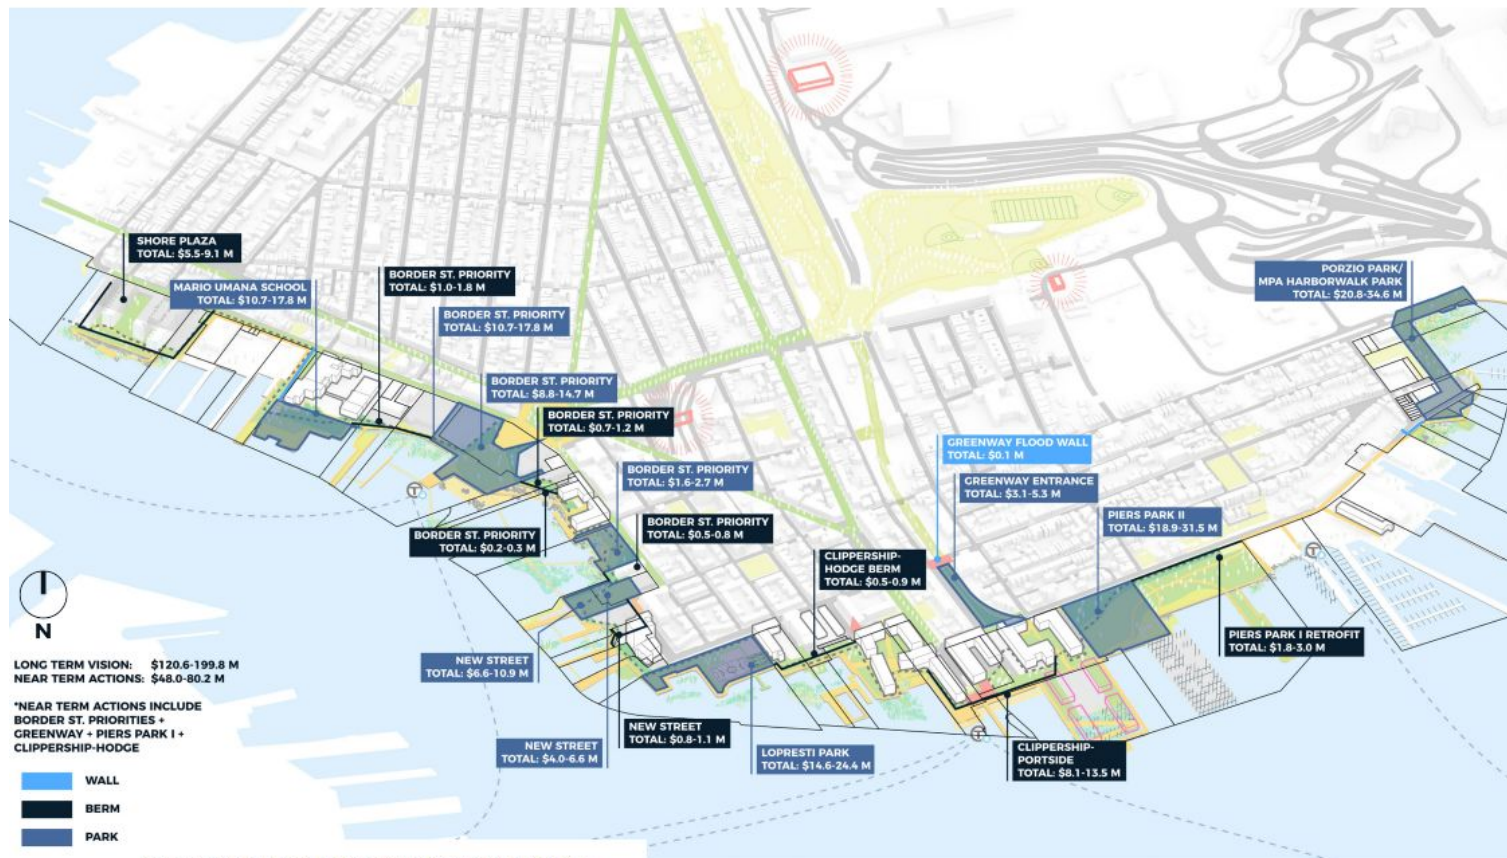 SHORE PLAZA
TOTAL: $5.5-9.1 M
MARIO UMANA SCHOOL
TOTAL: $10.7-17.8 M
BORDER ST. PRIORITY
TOTAL: $1.0-1.8 M
BORDER ST. PRIORITY
TOTAL: $10.7-17.8 M
BORDER ST. PRIORITY
TOTAL: $8.8-14.7 M
BORDER ST. PRIORITY
TOTAL: $0.7-1.2 M
BORDER ST. PRIORITY
TOTAL: $1.6-2.7 M
BORDER ST. PRIORITY
TOTAL: $0.5-0.8 M
BORDER ST. PRIORITY
TOTAL: $0.2-0.3 M
PORZIO PARK/
MPA HARBORWALK PARK
TOTAL: $20.8-34.6 M
GREENWAY FLOOD WALL
TOTAL: $0.1 M
GREENWAY ENTRANCE
TOTAL: $3.1-5.3 M
PIERS PARK II
TOTAL: $18.9-31.5 M
CLIPPERSHIP-
HODGE BERM
TOTAL: $0.5-0.9 M
PIERS PARK I RETROFIT
TOTAL: $1.8-3.0 M
NEW STREET
TOTAL: $6.6-10.9 M
NEW STREET
TOTAL: $0.8-1.1 M
NEW STREET
TOTAL: $4.0-6.6 M
LOPRESTI PARK
TOTAL: $14.6-24.4 M
CLIPPERSHIP-
PORTSIDE
TOTAL: $8.1-13.5 M
T
T
T
N
LONG TERM VISION: $120.6-199.8 M
NEAR TERM ACTIONS: $48.0-80.2 M
*NEAR TERM ACTIONS INCLUDE
BORDER ST. PRIORITIES +
GREENWAY + PIERS PARK I +
CLIPPERSHIP-HODGE
WALL
BERM
PARK